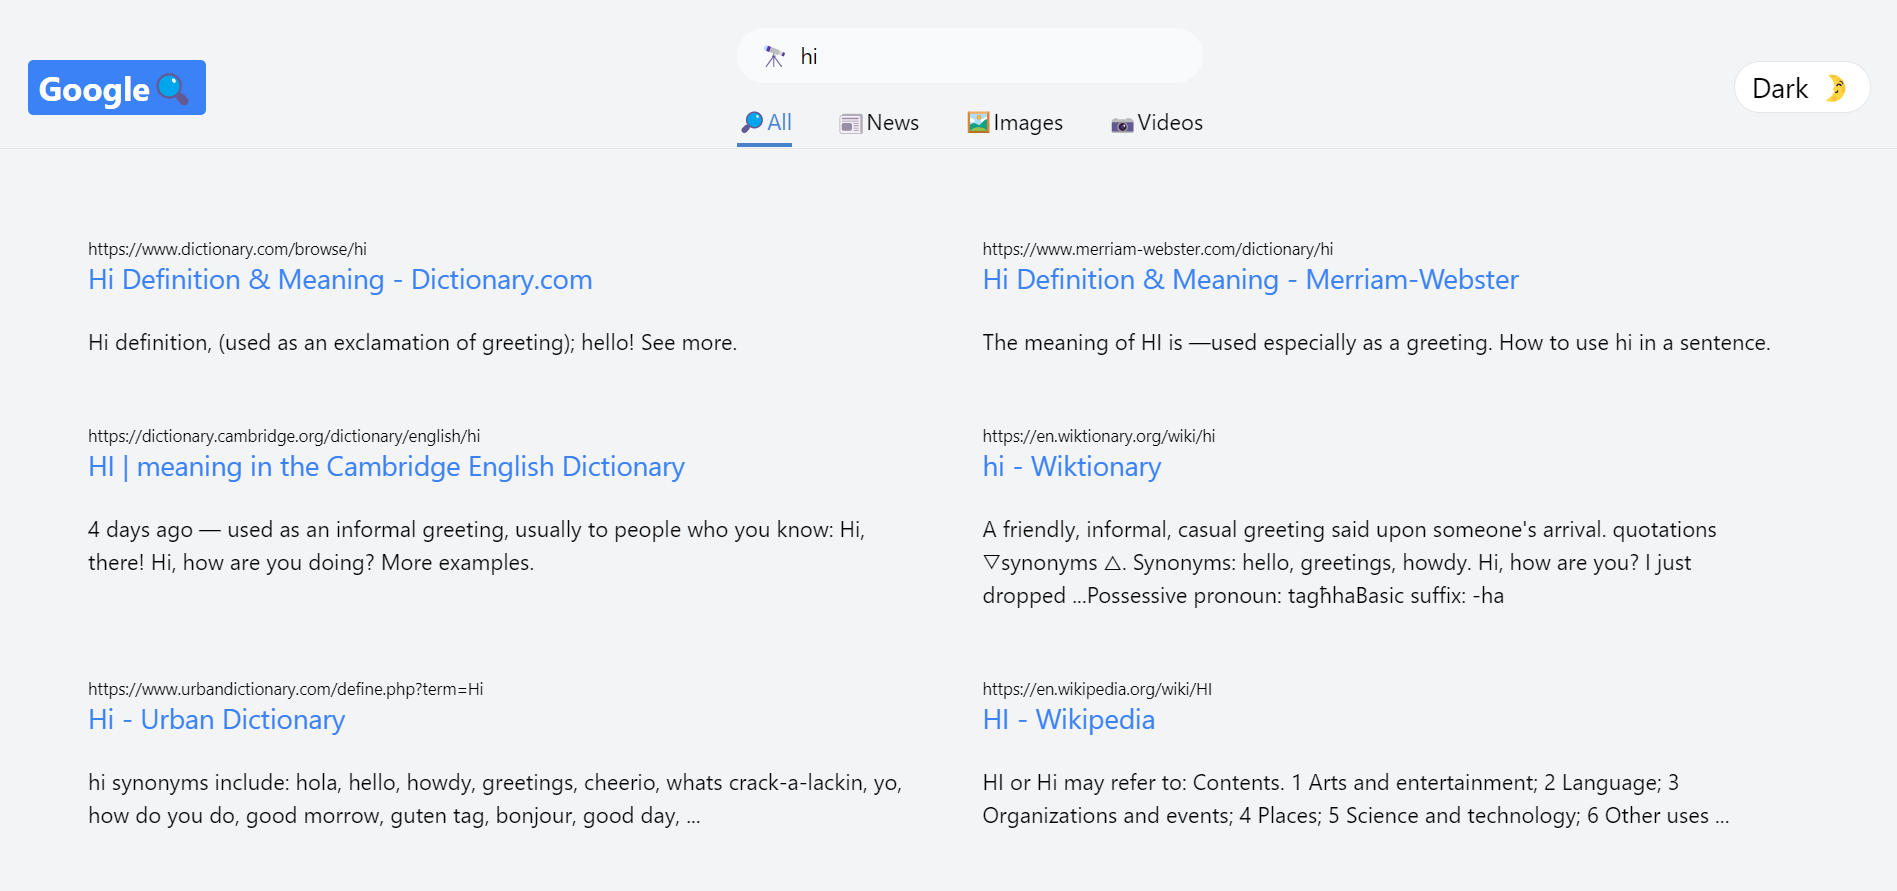 hi
Google
Dark
All News Images Videos
https://www.dictionary.com/browse/hi
Hi Definition & Meaning - Dictionary.com
Hi definition, (used as an exclamation of greeting); hello! See more.
https://www.merriam-webster.com/dictionary/hi
Hi Definition & Meaning - Merriam-Webster
The meaning of HI is —used especially as a greeting. How to use hi in a sentence.
https://dictionary.cambridge.org/dictionary/english/hi
HI | meaning in the Cambridge English Dictionary
4 days ago — used as an informal greeting, usually to people who you know: Hi,
there! Hi, how are you doing? More examples.
https://en.wiktionary.org/wiki/hi
hi - Wiktionary
A friendly, informal, casual greeting said upon someone's arrival. quotations
▽synonyms △. Synonyms: hello, greetings, howdy. Hi, how are you? I just
dropped ...Possessive pronoun: tagħhaBasic suffix: -ha
https://www.urbandictionary.com/define.php?term=Hi
Hi - Urban Dictionary
hi synonyms include: hola, hello, howdy, greetings, cheerio, whats crack-a-lackin, yo,
how do you do, good morrow, guten tag, bonjour, good day, ...
https://en.wikipedia.org/wiki/HI
HI - Wikipedia
HI or Hi may refer to: Contents. 1 Arts and entertainment; 2 Language; 3
Organizations and events; 4 Places; 5 Science and technology; 6 Other uses ...